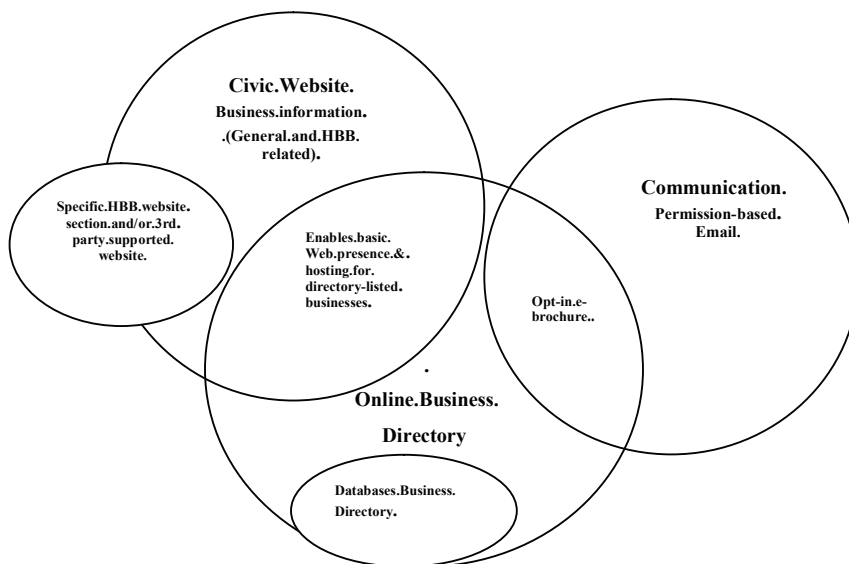 Civic.Website.
Business.information.
.(General.and.HBB.
related).
Specific.HBB.website.
section.and/or.3rd.
party.supported.
website.
Enables.basic.
Web.presence.&.
hosting.for.
directory-listed.
businesses.
Communication.
Permission-based.
Email.
Opt-in.e-
brochure..
.
Online.Business.
Directory
Databases.Business.
Directory.